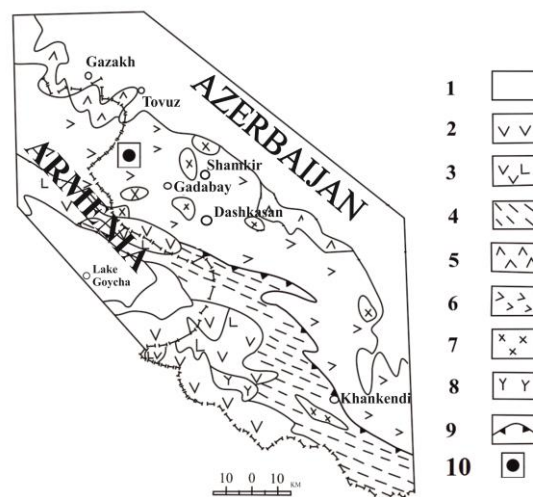 Gazakh
Tovuz
AZERBAIJAN
ARMENIA
Shamkir
Gadabay
Dashkasan
Lake
Goycha
Khankendi
10 0 10 KM
1
2
3
4
5
6
7
8
9
10